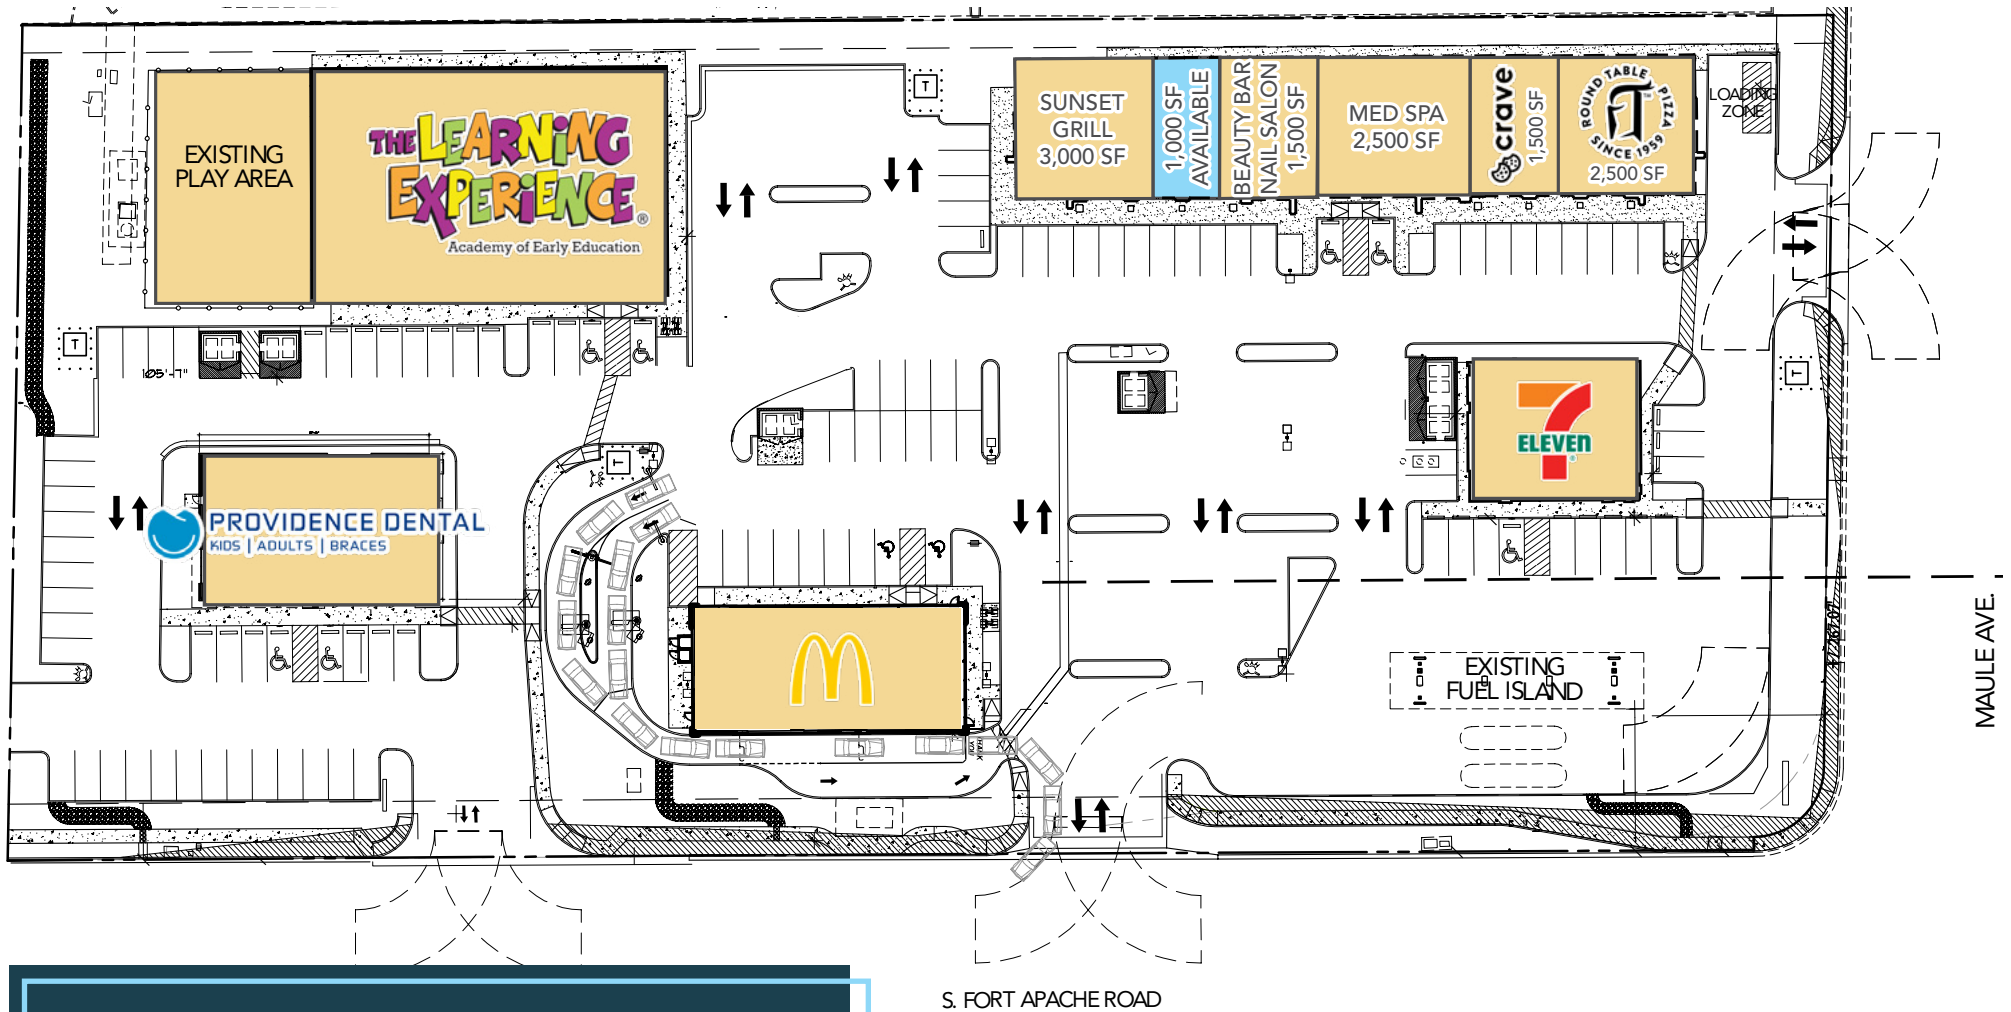 EXISTING
PLAY AREA
THE LEARNING
EXPERIENCE
®
Academy of Early Education
T
SUNSET
GRILL
3,000 SF
1,000 SF
AVAILABLE
BEAUTY BAR
NAIL SALON
1,500 SF
MED SPA
2,500 SF
crave
1,500 SF
ROUND TABLE PIZZA
SINCE 1959
2,500 SF
LOADING
ZONE
T
105'-7"
T
7
ELEVEN
®
T
PROVIDENCE DENTAL
KIDS | ADULTS | BRACES
EXISTING
FUEL ISLAND
MAULE AVE.
S. FORT APACHE ROAD